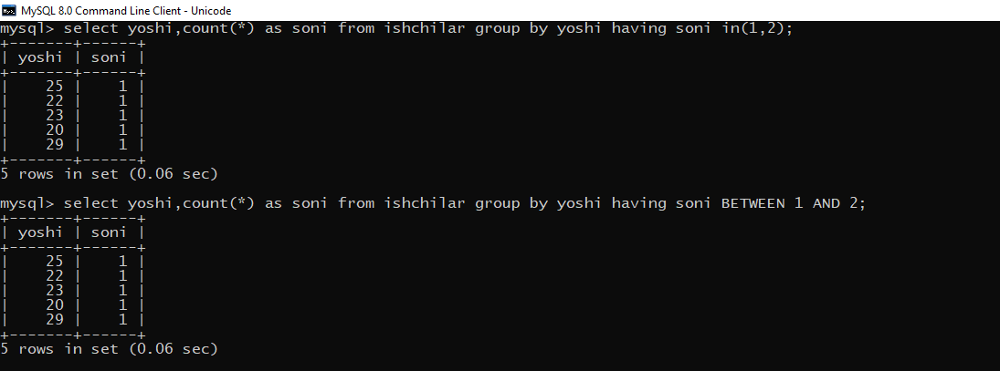 MySQL 8.0 Command Line Client - Unicode
mysql> select yoshi,count(*) as soni from ishchilar group by yoshi having soni in(1,2);
+-------+------+
| yoshi | soni |
+-------+------+
|    25 |    1 |
|    22 |    1 |
|    23 |    1 |
|    20 |    1 |
|    29 |    1 |
+-------+------+
5 rows in set (0.06 sec)
mysql> select yoshi,count(*) as soni from ishchilar group by yoshi having soni BETWEEN 1 AND 2;
+-------+------+
| yoshi | soni |
+-------+------+
|    25 |    1 |
|    22 |    1 |
|    23 |    1 |
|    20 |    1 |
|    29 |    1 |
+-------+------+
5 rows in set (0.06 sec)